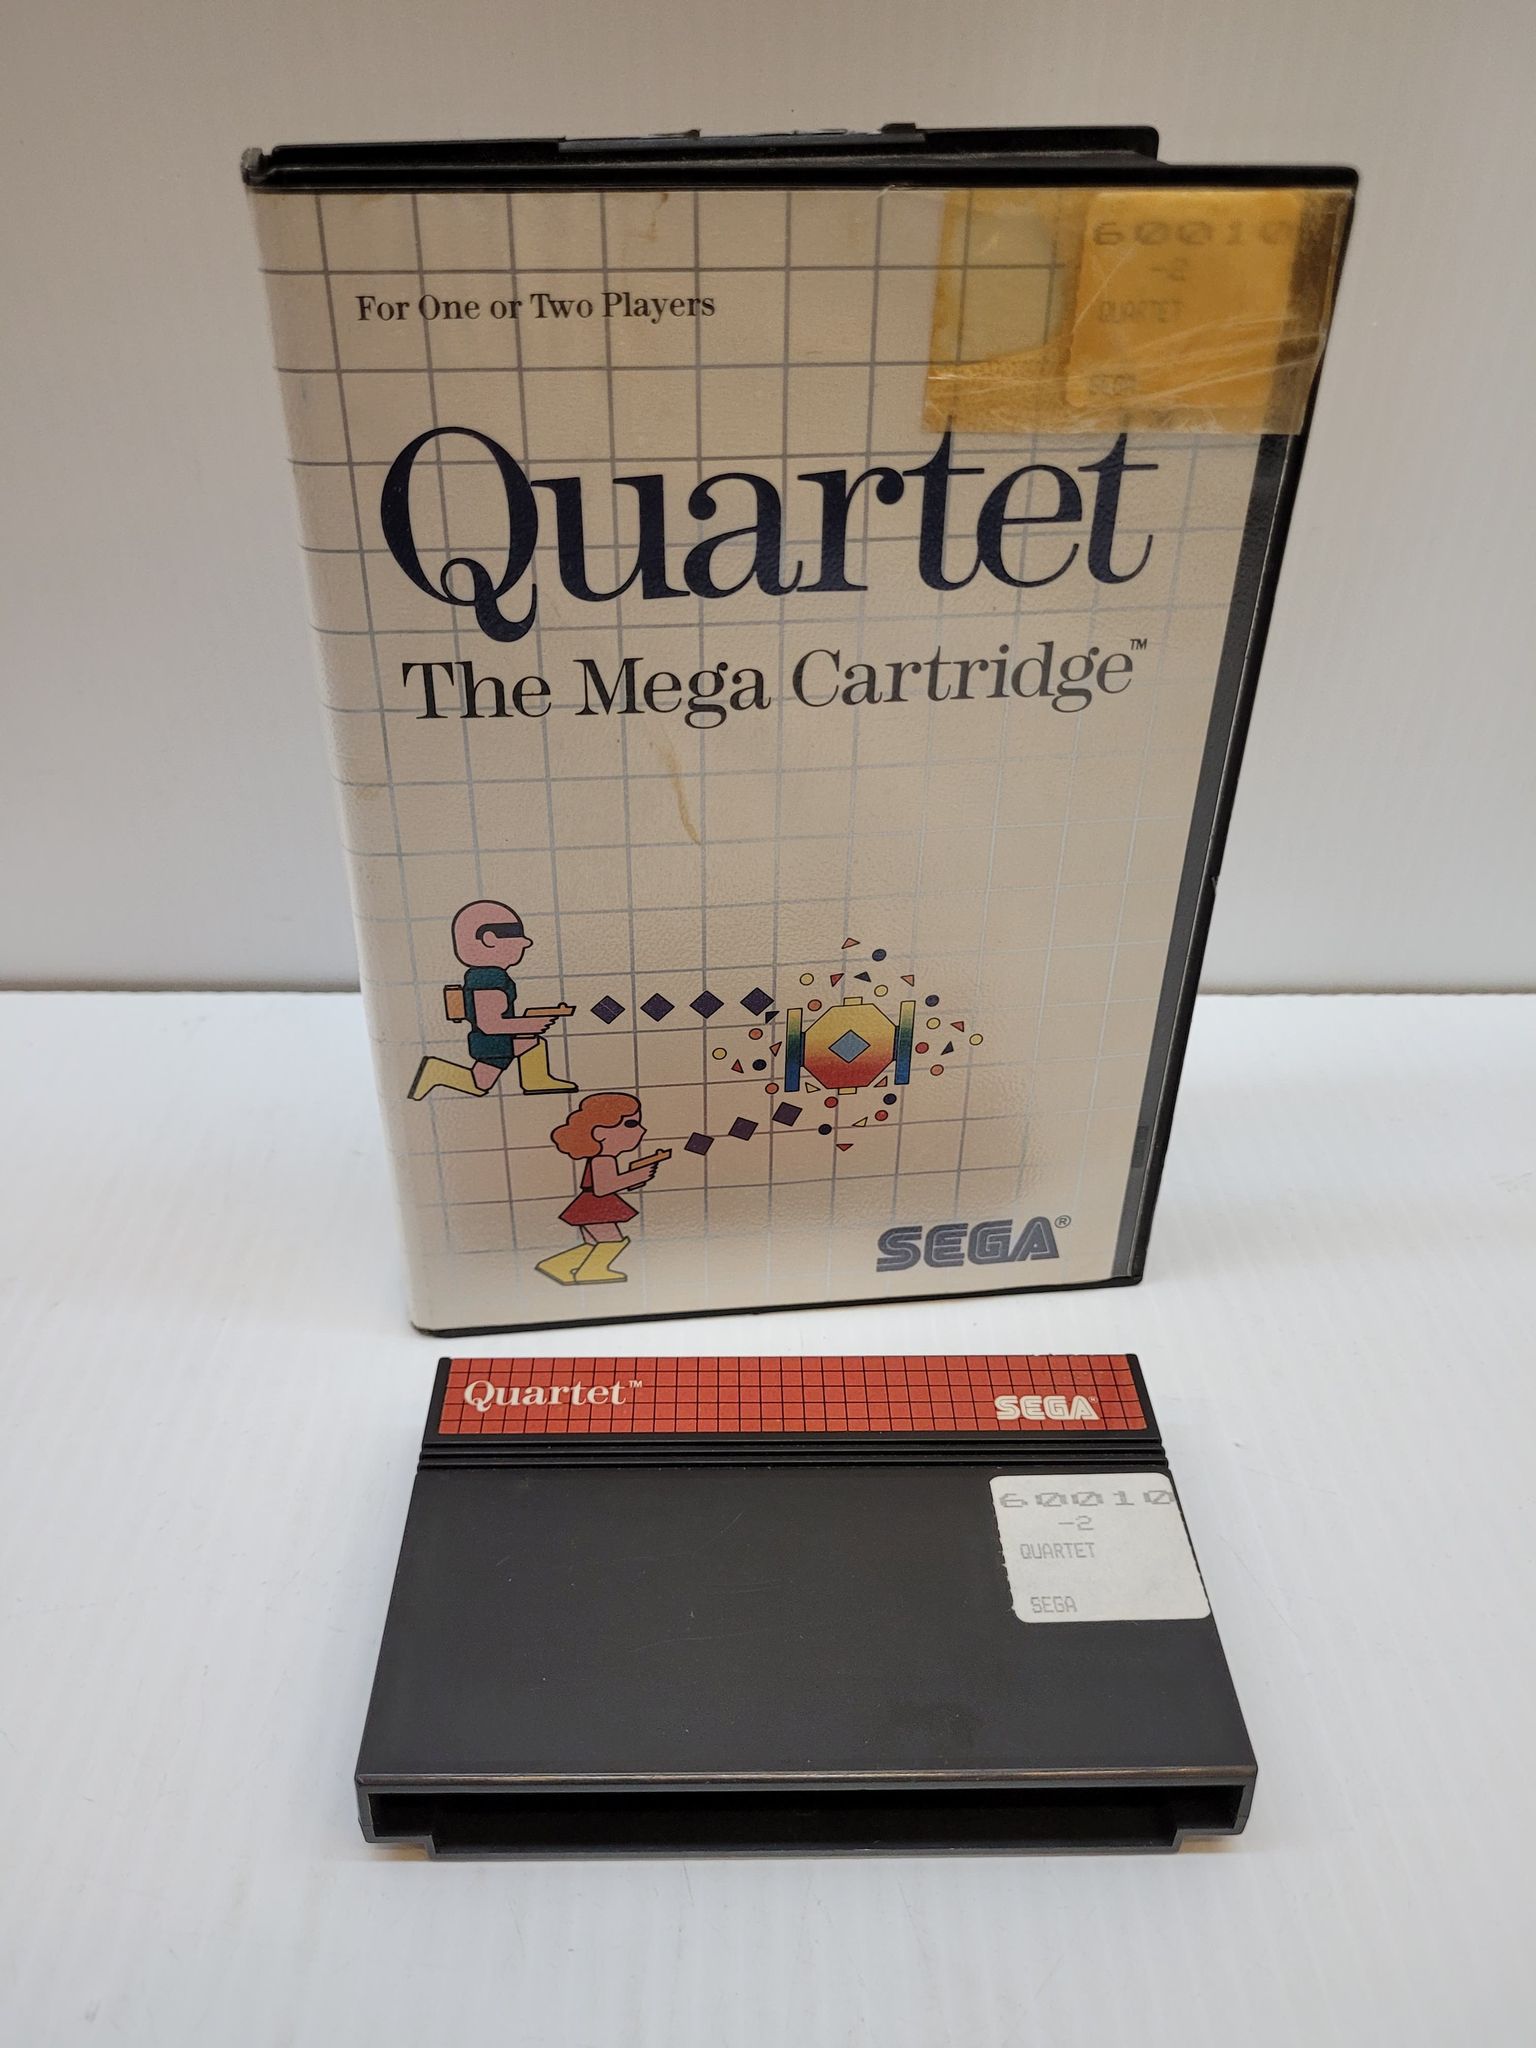 60010
-2
QUARTET
For One or Two Players
Quartet
The Mega Cartridge™
SEGA®
Quartet™
SEGA
60010
-2
QUARTET
SEGA